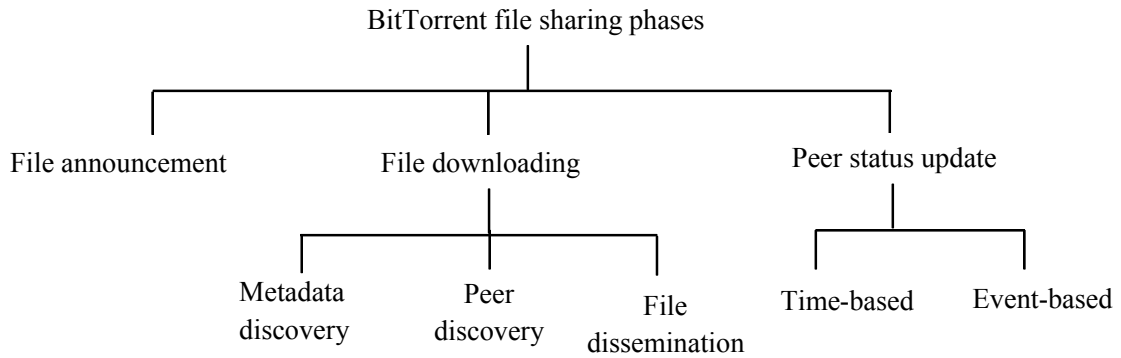 BitTorrent file sharing phases
File announcement
File downloading
Peer status update
Metadata
discovery
Peer
discovery
File
dissemination
Time-based
Event-based